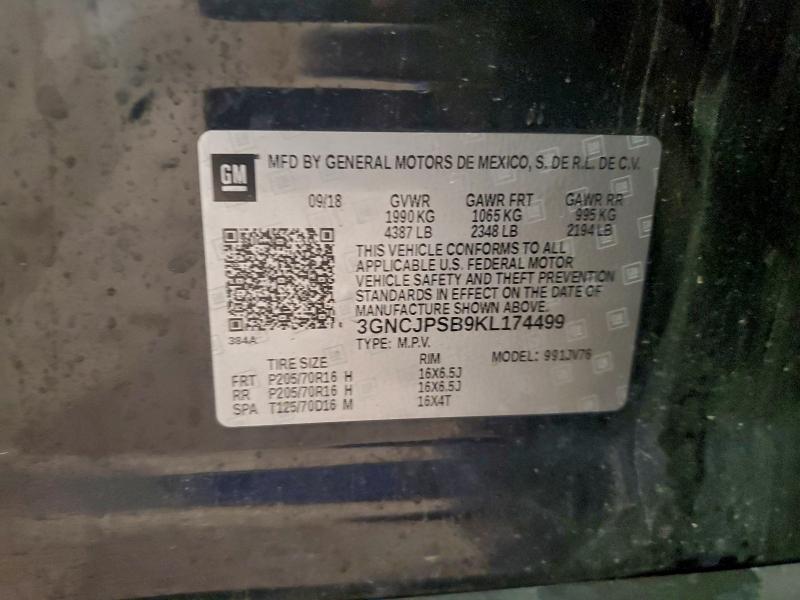 GM MFD BY GENERAL MOTORS DE MEXICO, S. DE R.L. DE C.V.
09/18 GVWR GAWR FRT GAWR RR
1990 KG 1065 KG 995 KG
4387 LB 2348 LB 2194 LB
THIS VEHICLE CONFORMS TO ALL
APPLICABLE U.S. FEDERAL MOTOR
VEHICLE SAFETY AND THEFT PREVENTION
STANDARDS IN EFFECT ON THE DATE OF
MANUFACTURE SHOWN ABOVE.
3GNCJPSB9KL174499
384A
TYPE: M.P.V. MODEL: 991JV76
TIRE SIZE RIM
FRT P205/70R16 H 16X6.5J
RR P205/70R16 H 16X6.5J
SPA T125/70D16 M 16X4T